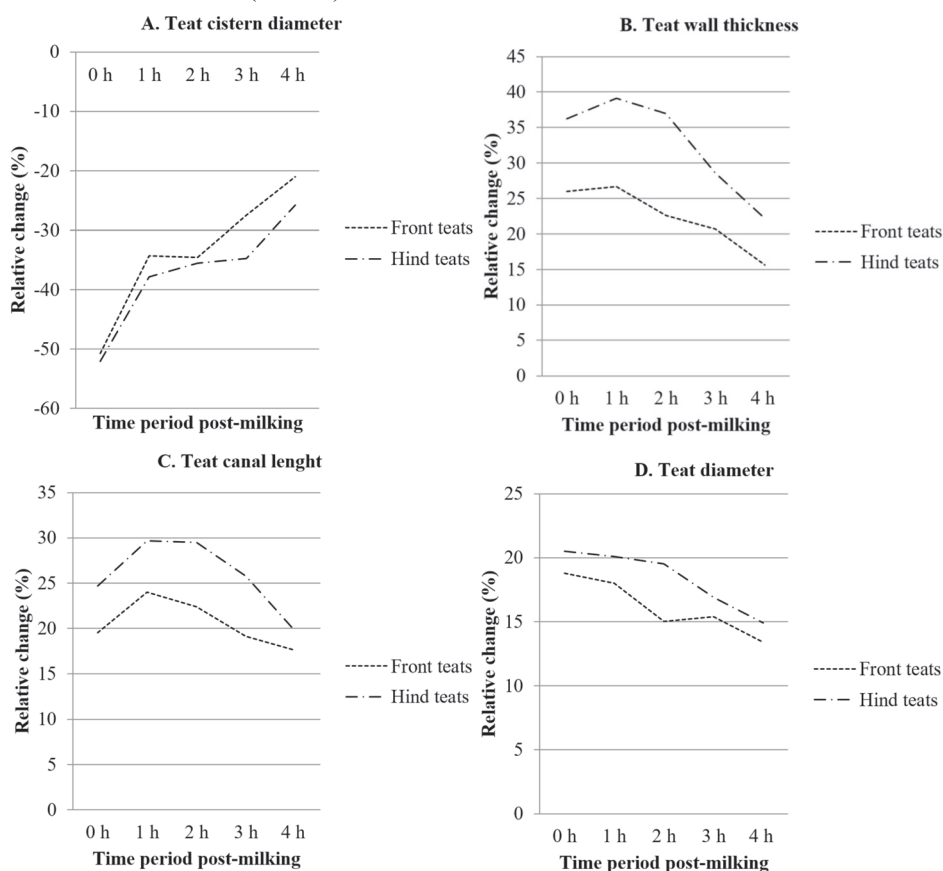 A. Teat cistern diameter
0
-10
-20
-30
-40
-50
-60
0 h 1 h 2 h 3 h 4 h
Relative change (%)
Time period post-milking
Front teats
Hind teats
B. Teat wall thickness
45
40
35
30
25
20
15
10
5
0
0 h 1 h 2 h 3 h 4 h
Relative change (%)
Time period post-milking
Front teats
Hind teats
C. Teat canal lenght
35
30
25
20
15
10
5
0
0 h 1 h 2 h 3 h 4 h
Relative change (%)
Time period post-milking
Front teats
Hind teats
D. Teat diameter
25
20
15
10
5
0
0 h 1 h 2 h 3 h 4 h
Relative change (%)
Time period post-milking
Front teats
Hind teats